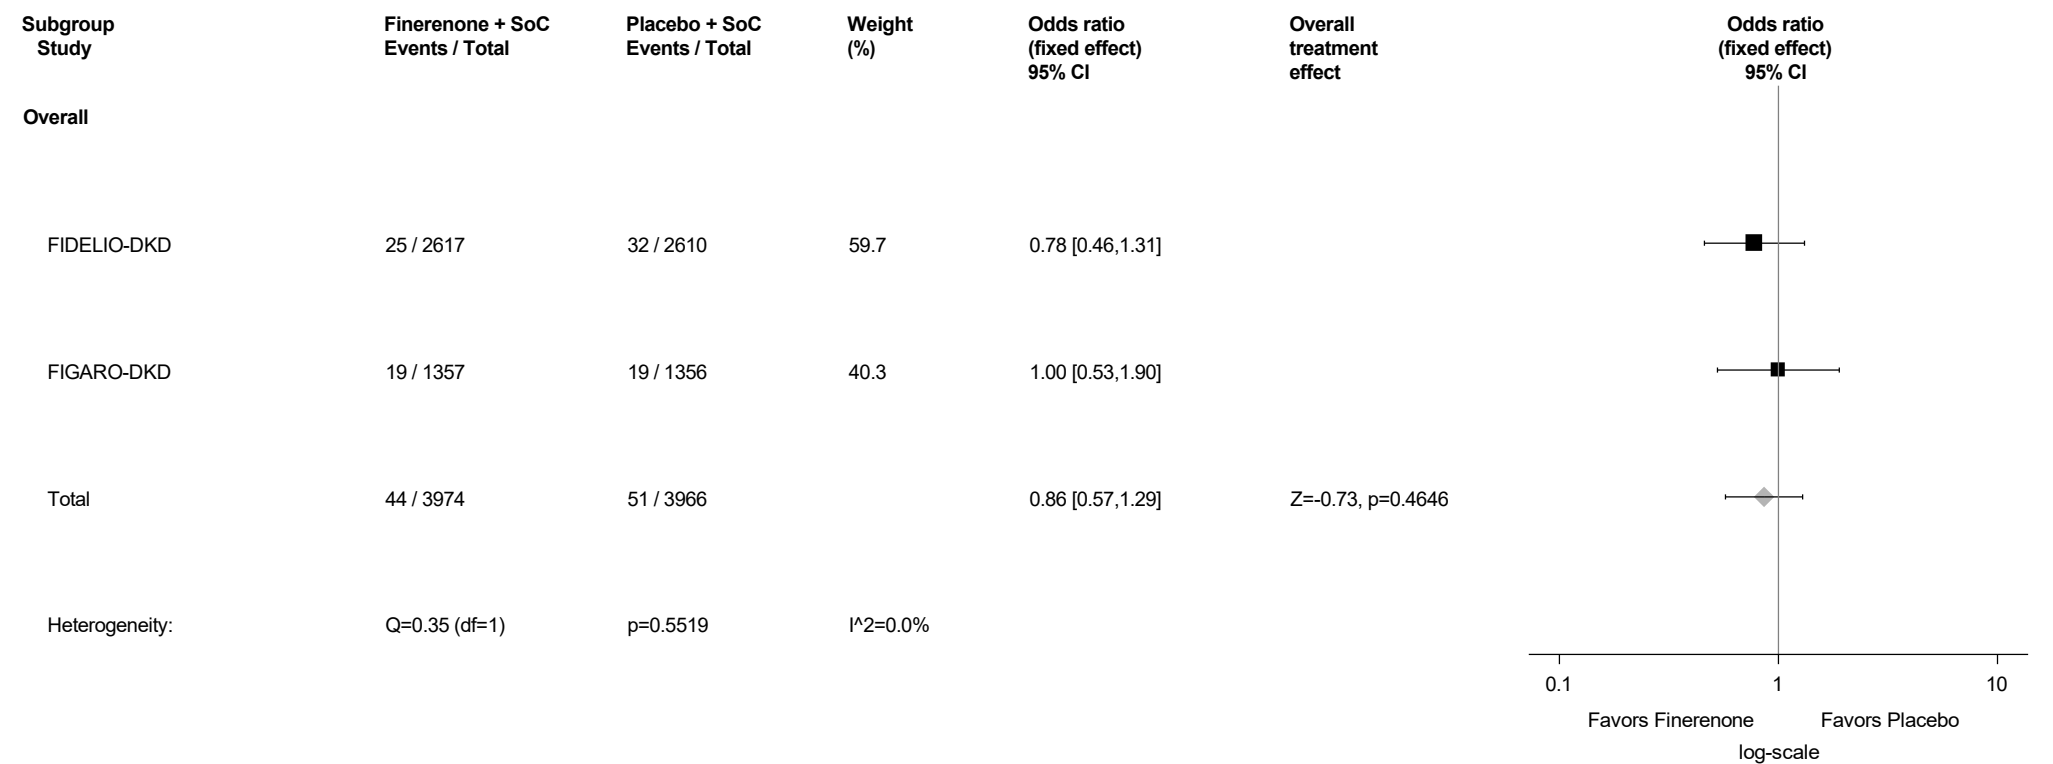 Subgroup Finerenone + SoC Placebo + SoC Weight Odds ratio Overall Odds ratio
Study Events / Total Events / Total (%) (fixed effect) treatment (fixed effect)
95% CI effect 95% CI
Overall
FIDELIO-DKD 25 / 2617 32 / 2610 59.7 0.78 [0.46,1.31]
FIGARO-DKD 19 / 1357 19 / 1356 40.3 1.00 [0.53,1.90]
Total 44 / 3974 51 / 3966 0.86 [0.57,1.29] Z=-0.73, p=0.4646
Heterogeneity: Q=0.35 (df=1) p=0.5519 I^2=0.0%
0.1 1 10
Favors Finerenone Favors Placebo
log-scale